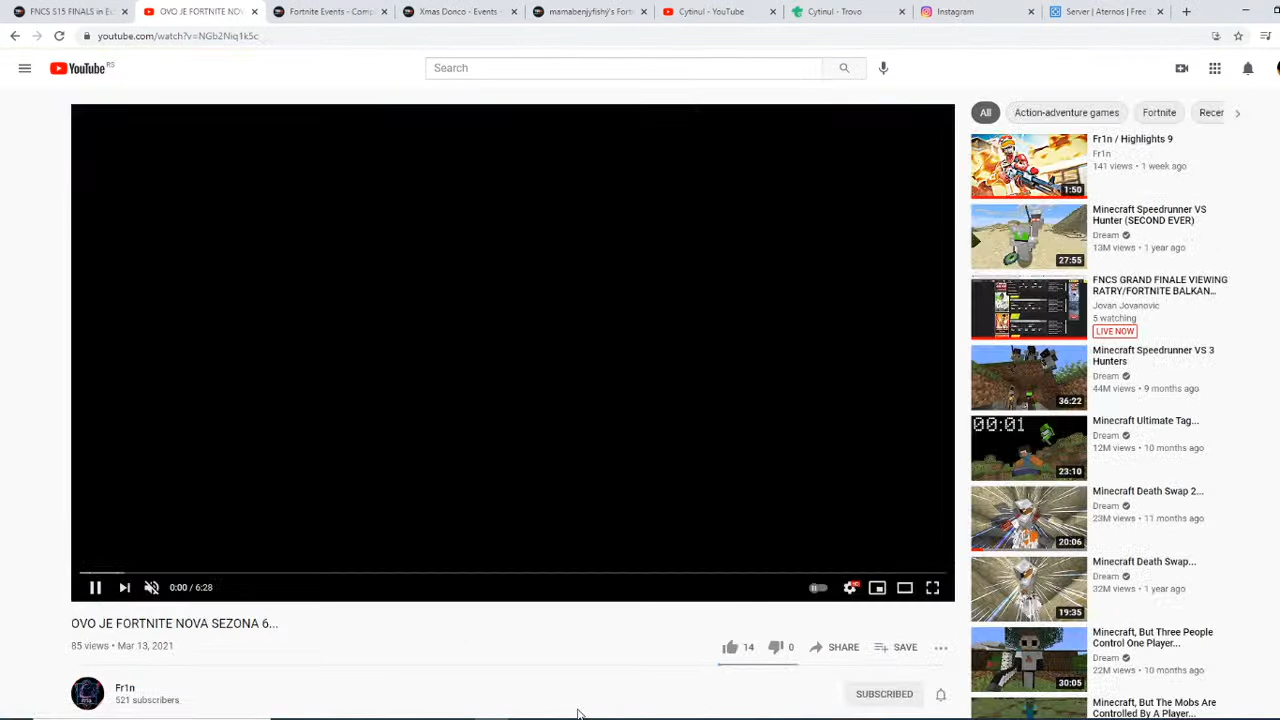 FNCS S15 FINALS in Eu
OVO JE FORTNITE NOV
Fortnite Events - Comp
Xmas Domo - Events -
mamabenjyfishy's Fort
Cytinul - YouTube
Cytinul - Novo
Instagram
Server | Aternos | Free
youtube.com/watch?v=NGb2Niq1k5c
YouTube RS
Search
All
Action-adventure games
Fortnite
Recer
Fr1n / Highlights 9
Fr1n
141 views • 1 week ago
1:50
Minecraft Speedrunner VS
Hunter (SECOND EVER)
Dream
13M views • 1 year ago
27:55
FNCS GRAND FINALE VIEWING
RATRY/FORTNITE BALKAN...
Jovan Jovanovic
5 watching
LIVE NOW
Minecraft Speedrunner VS 3
Hunters
Dream
44M views • 9 months ago
36:22
00:01
Minecraft Ultimate Tag...
Dream
12M views • 10 months ago
23:10
Minecraft Death Swap 2...
Dream
23M views • 11 months ago
20:06
Minecraft Death Swap...
Dream
32M views • 1 year ago
19:35
Minecraft, But Three People
Control One Player...
Dream
22M views • 10 months ago
30:05
Minecraft, But The Mobs Are
Controlled By A Player...
0:00 / 6:28
OVO JE FORTNITE NOVA SEZONA 6...
85 views • Mar 13, 2021
14
0
SHARE
SAVE
Fr1n
521 subscribers
SUBSCRIBED